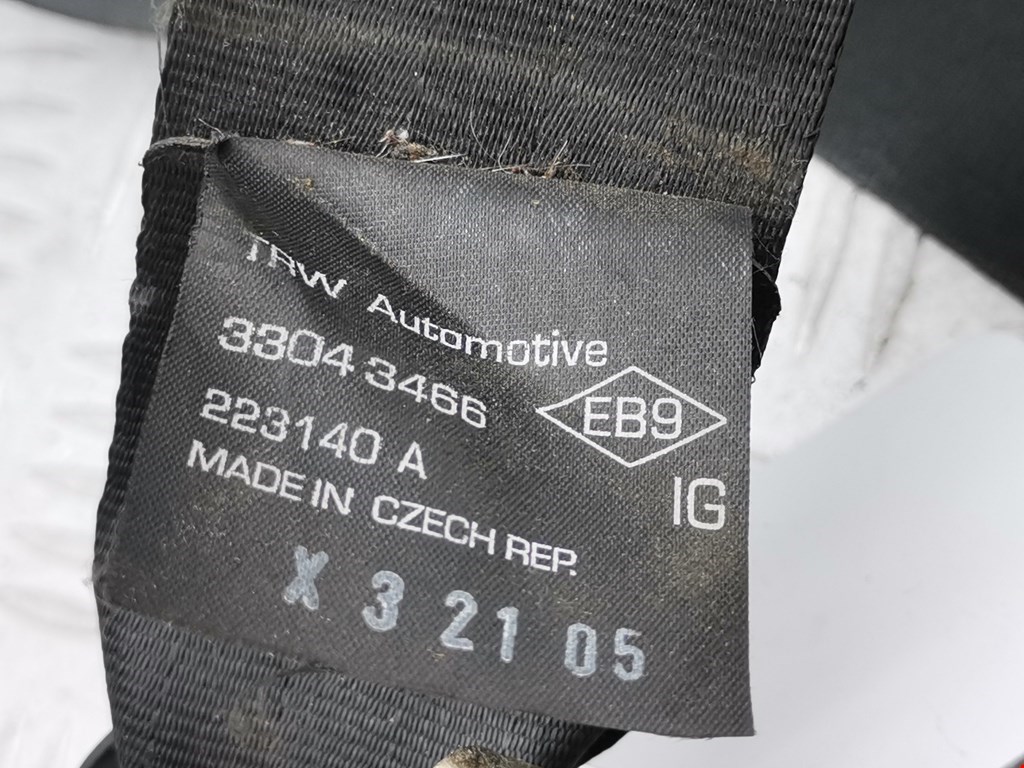 TRW Automotive
3304 3466
EB9
223140 A
IG
MADE IN CZECH REP.
X 3 21 05